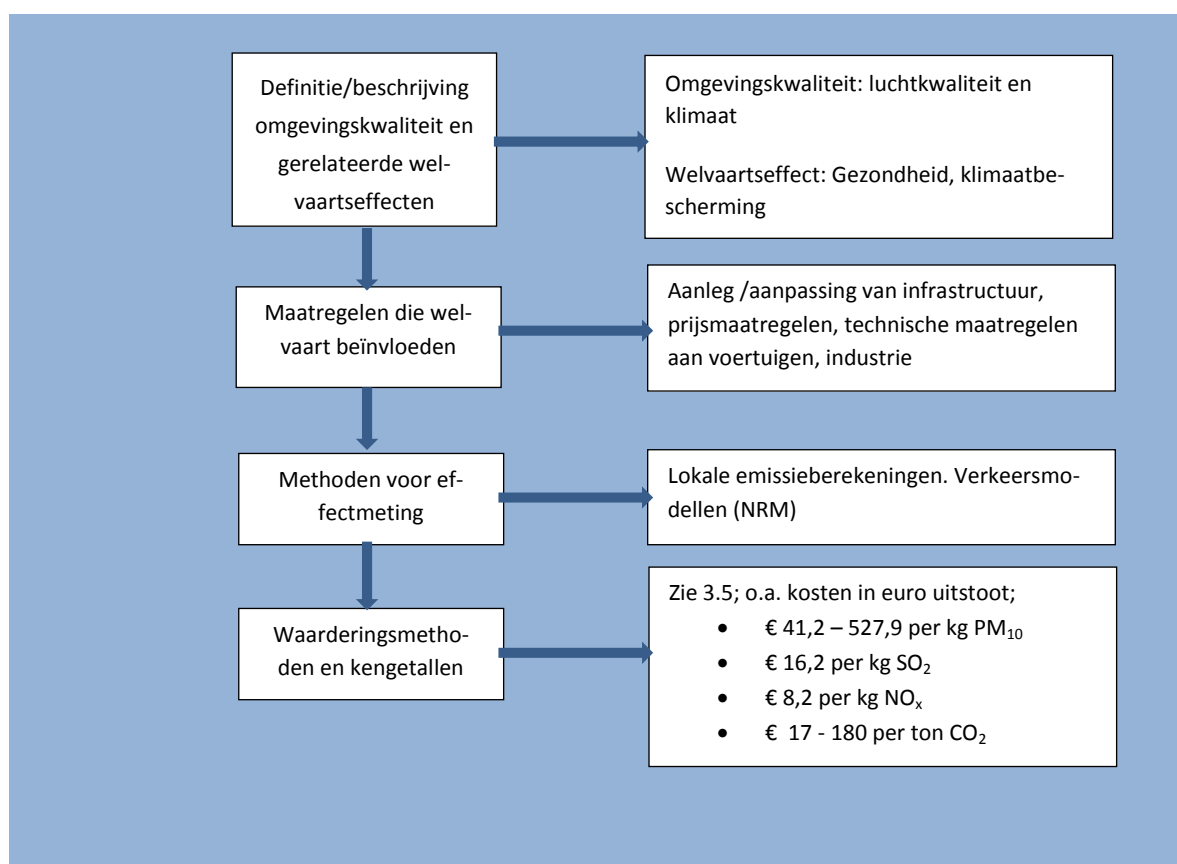 Definitie/beschrijving
omgevingskwaliteit en
gerelateerde wel-
vaartseffecten
Omgevingskwaliteit: luchtkwaliteit en
klimaat
Welvaartseffect: Gezondheid, klimaatbe-
scherming
Maatregelen die wel-
vaart beïnvloeden
Aanleg /aanpassing van infrastructuur,
prijsmaatregelen, technische maatregelen
aan voertuigen, industrie
Methoden voor ef-
fectmeting
Lokale emissieberekeningen. Verkeersmo-
dellen (NRM)
Waarderingsmetho-
den en kengetallen
Zie 3.5; o.a. kosten in euro uitstoot;
• € 41,2 – 527,9 per kg PM₁₀
• € 16,2 per kg SO₂
• € 8,2 per kg NOₓ
• € 17 - 180 per ton CO₂